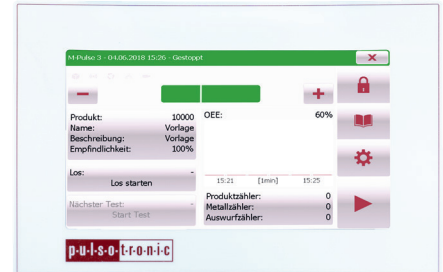 M-Pulse 3 - 04.06.2018 15:26 - Gestoppt
Produkt: 10000
Name: Vorlage
Beschreibung: Vorlage
Empfindlichkeit: 100%
Los: -
Los starten
Nächster Test: -
Start Test
OEE: 60%
15:21 [1min] 15:25
Produktzähler: 0
Metallzähler: 0
Auswurfzähler: 0
p·u·l·s·o·t·r·o·n·i·c